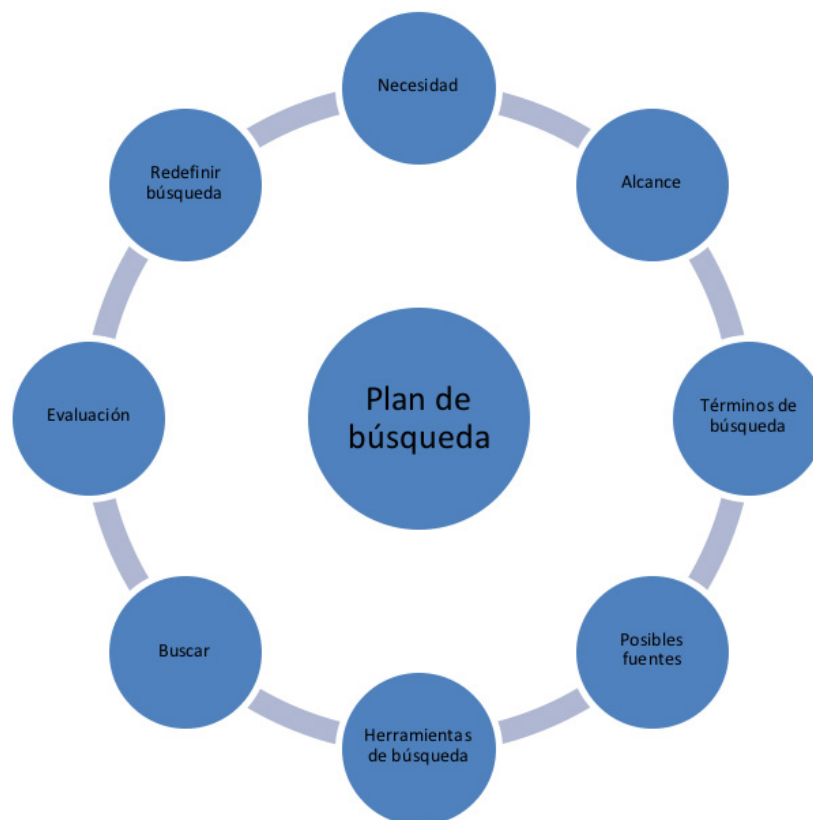 Necesidad
Alcance
Términos de
búsqueda
Posibles
fuentes
Herramientas
de búsqueda
Buscar
Evaluación
Redefinir
búsqueda
Plan de
búsqueda